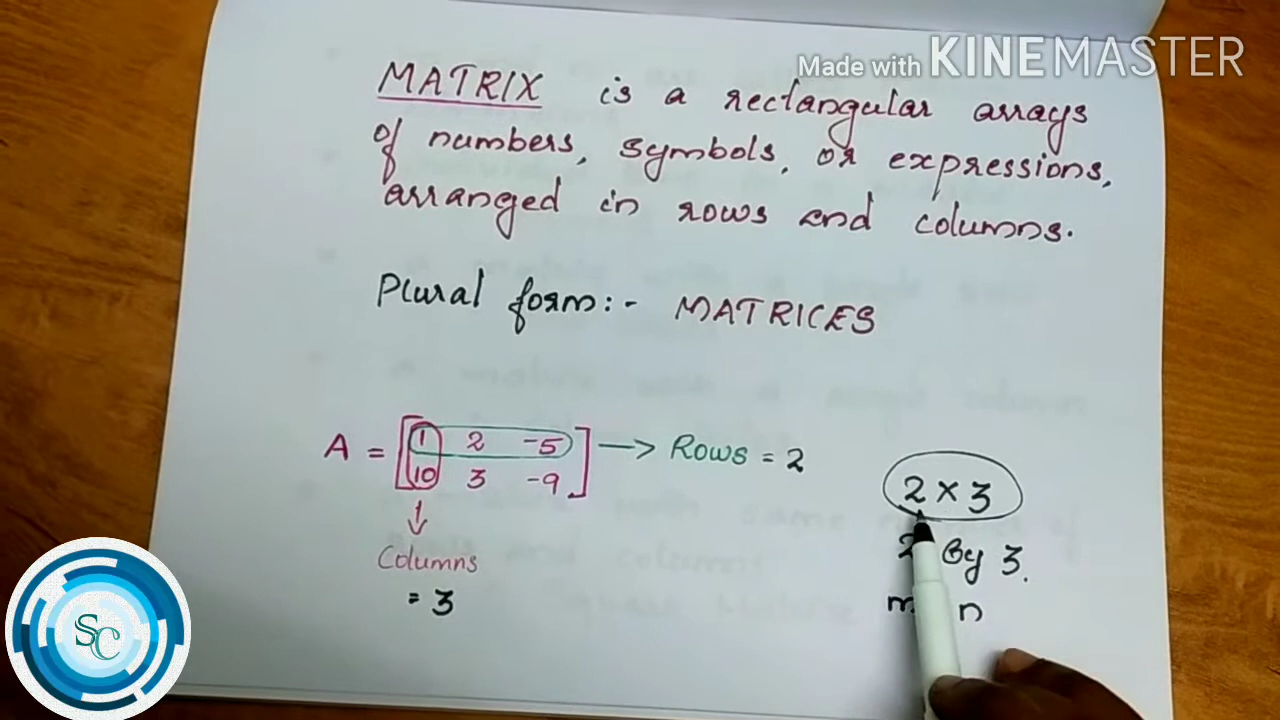 Made with KINEMASTER
MATRIX is a rectangular arrays
of numbers, symbols, or expressions,
arranged in rows and columns.
Plural form:- MATRICES
A = [1 2 -5] → Rows = 2
10 3 -9
↓
Columns
= 3
2 × 3
2 By 3.
m n
SC